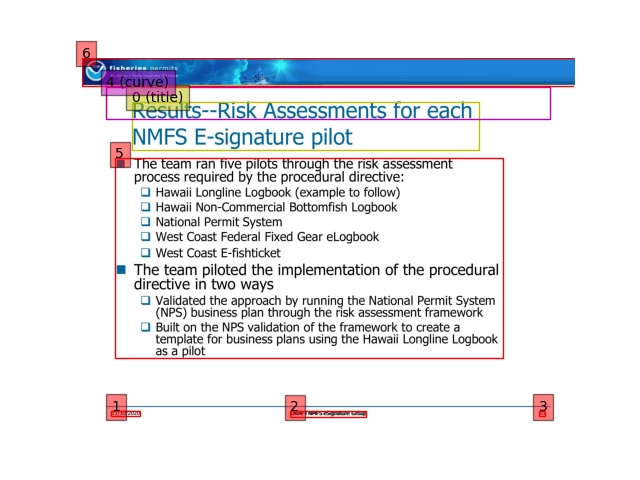 6
fisheries permits
4 (curve)
0 (title)
Results--Risk Assessments for each
NMFS E-signature pilot
5
The team ran five pilots through the risk assessment
process required by the procedural directive:
Hawaii Longline Logbook (example to follow)
Hawaii Non-Commercial Bottomfish Logbook
National Permit System
West Coast Federal Fixed Gear eLogbook
West Coast E-fishticket
The team piloted the implementation of the procedural
directive in two ways
Validated the approach by running the National Permit System
(NPS) business plan through the risk assessment framework
Built on the NPS validation of the framework to create a
template for business plans using the Hawaii Longline Logbook
as a pilot
1
2
3
NMFS eSignature Group